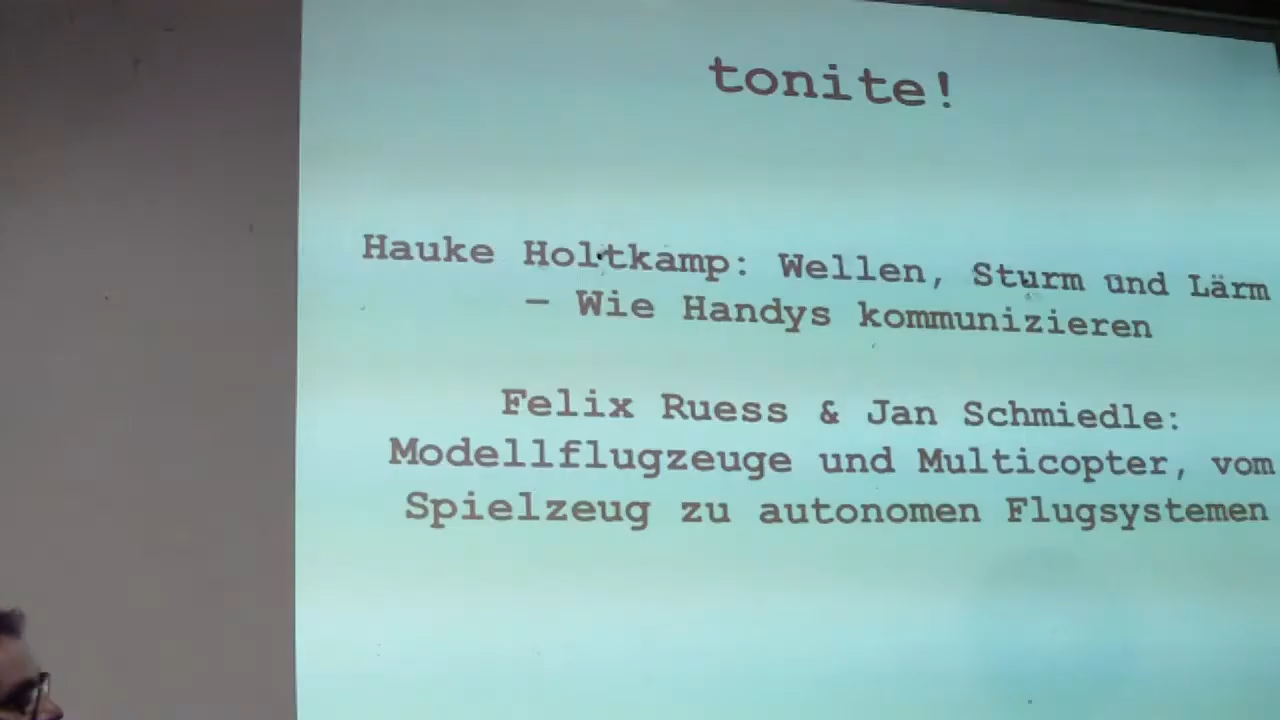 tonite!
Hauke Holtkamp: Wellen, Sturm und Lärm
– Wie Handys kommunizieren
Felix Ruess & Jan Schmiedle:
Modellflugzeuge und Multicopter, vom
Spielzeug zu autonomen Flugsystemen